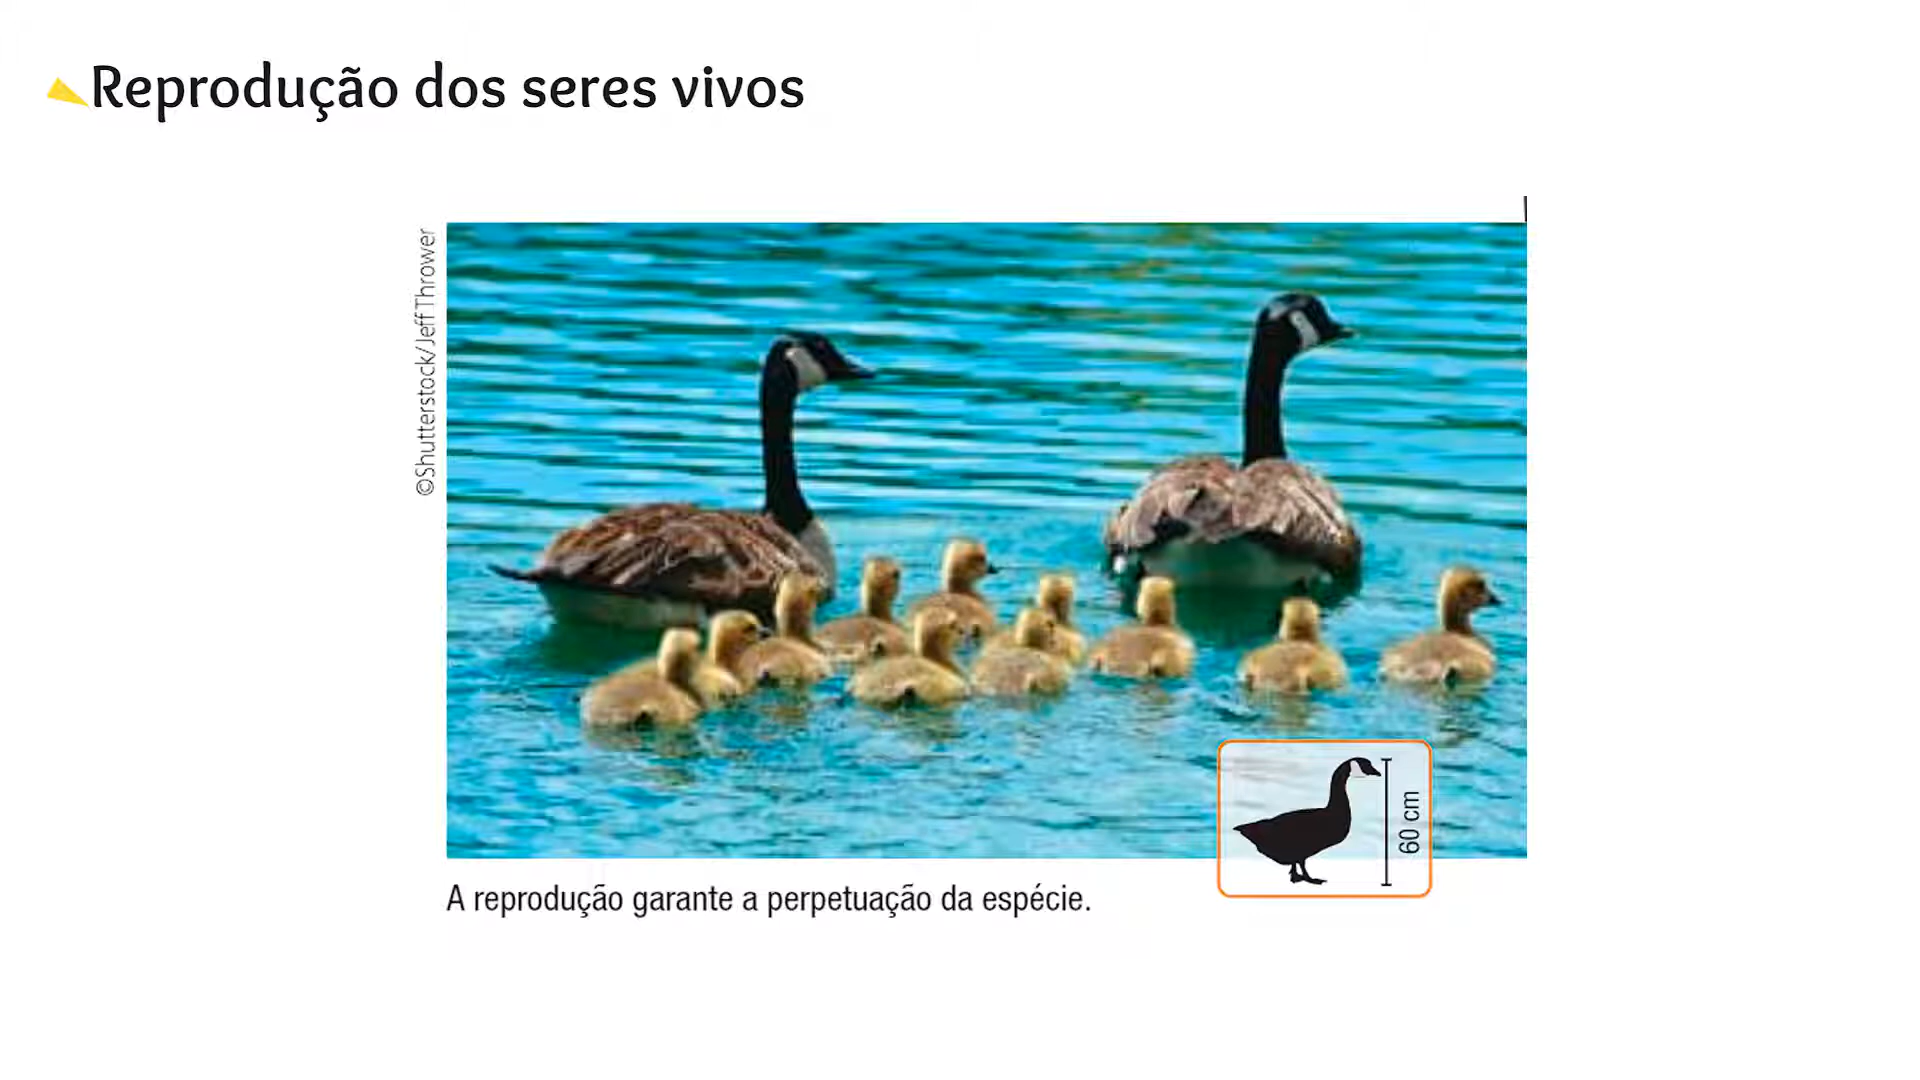 Reprodução dos seres vivos
©Shutterstock/Jeff Thrower
60 cm
A reprodução garante a perpetuação da espécie.